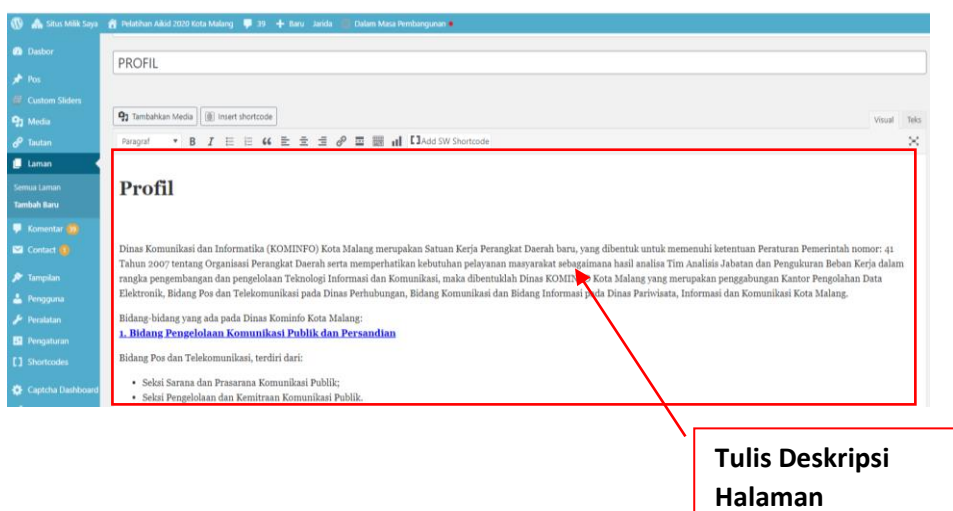 Situs Milik Saya Pelatihan Aikid 2020 Kota Malang 39 + Baru Janda Dalam Masa Pembangunan
Dasbor
PROFIL
Pos
Custom Sliders
Media
Tambahkan Media Insert shortcode
Visual Teks
Tautan
Paragraf B I Add SW Shortcode
Laman
Semua Laman
Tambah Baru
Komentar
Contact 1
Tampilan
Pengguna
Peralatan
Pengaturan
[ ] Shortcodes
Captcha Dashboard
Profil
Dinas Komunikasi dan Informatika (KOMINFO) Kota Malang merupakan Satuan Kerja Perangkat Daerah baru, yang dibentuk untuk memenuhi ketentuan Peraturan Pemerintah nomor: 41
Tahun 2007 tentang Organisasi Perangkat Daerah serta memperhatikan kebutuhan pelayanan masyarakat sebagaimana hasil analisa Tim Analisis Jabatan dan Pengukuran Beban Kerja dalam
rangka pengembangan dan pengelolaan Teknologi Informasi dan Komunikasi, maka dibentuklah Dinas KOMINFO Kota Malang yang merupakan penggabungan Kantor Pengolahan Data
Elektronik, Bidang Pos dan Telekomunikasi pada Dinas Perhubungan, Bidang Komunikasi dan Bidang Informasi pada Dinas Pariwisata, Informasi dan Komunikasi Kota Malang.
Bidang-bidang yang ada pada Dinas Kominfo Kota Malang:
1. Bidang Pengelolaan Komunikasi Publik dan Persandian
Bidang Pos dan Telekomunikasi, terdiri dari:
• Seksi Sarana dan Prasarana Komunikasi Publik;
• Seksi Pengelolaan dan Kemitraan Komunikasi Publik.
Tulis Deskripsi
Halaman